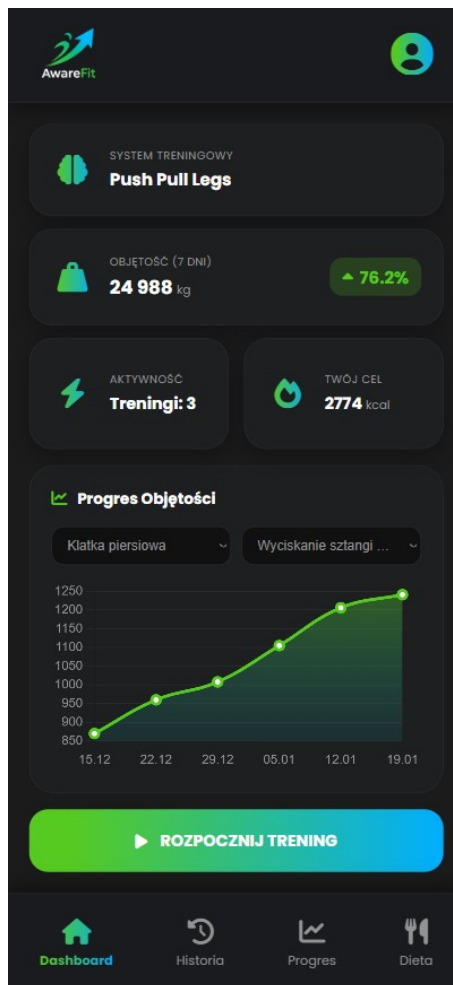 AwareFit
SYSTEM TRENINGOWY
Push Pull Legs
OBJĘTOŚĆ (7 DNI)
24 988 kg
76.2%
AKTYWNOŚĆ
Treningi: 3
TWÓJ CEL
2774 kcal
Progres Objętości
Klatka piersiowa
Wyciskanie sztangi ...
1250
1200
1150
1100
1050
1000
950
900
850
15.12 22.12 29.12 05.01 12.01 19.01
ROZPOCZNIJ TRENING
Dashboard Historia Progres Dieta